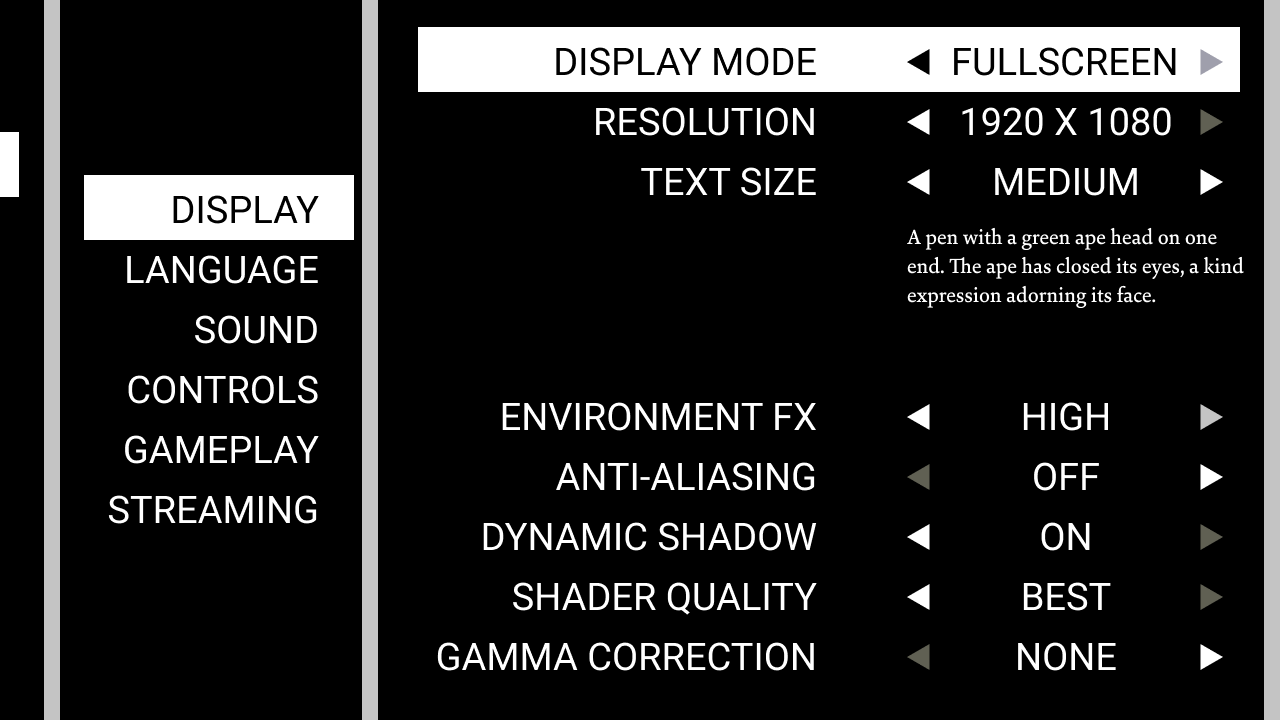 DISPLAY
LANGUAGE
SOUND
CONTROLS
GAMEPLAY
STREAMING
DISPLAY MODE FULLSCREEN
RESOLUTION 1920 X 1080
TEXT SIZE MEDIUM
A pen with a green ape head on one
end. The ape has closed its eyes, a kind
expression adorning its face.
ENVIRONMENT FX HIGH
ANTI-ALIASING OFF
DYNAMIC SHADOW ON
SHADER QUALITY BEST
GAMMA CORRECTION NONE